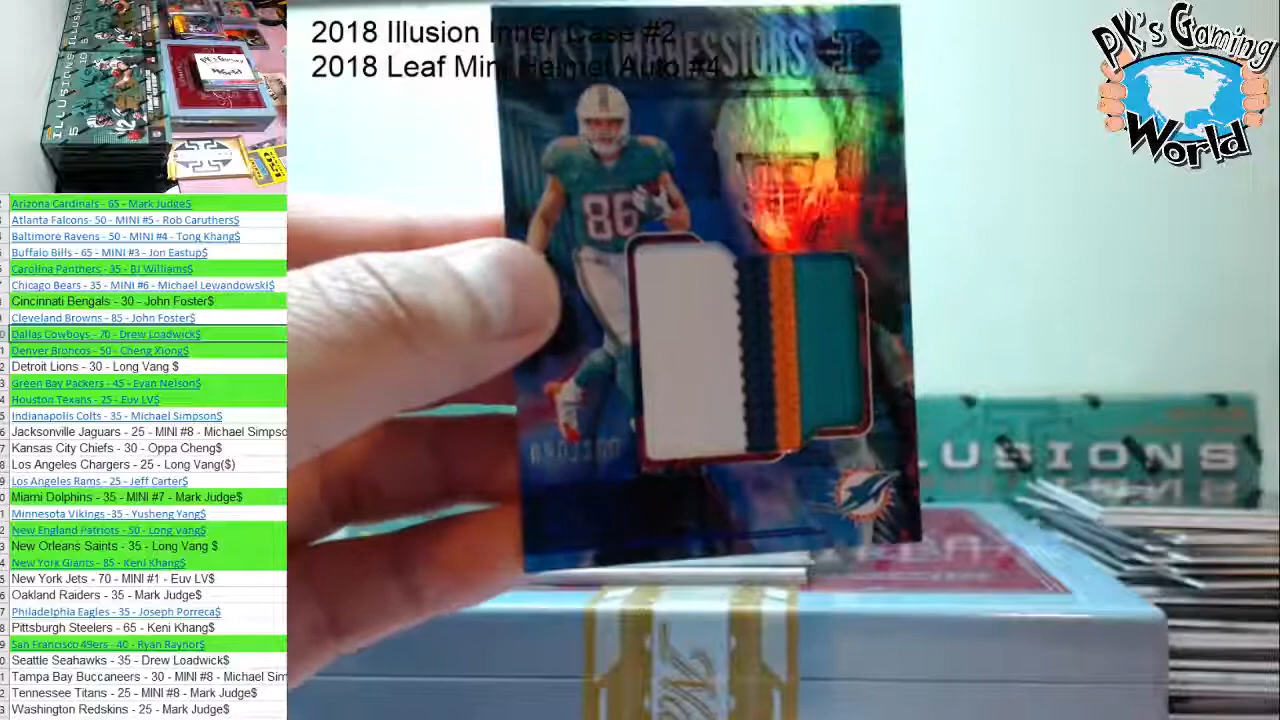 2018 Illusion Inner Case #2
2018 Leaf Mini Helmet Auto #4
PK's Gaming
World
ILLUSIONS
Arizona Cardinals - 65 - Mark Judge$
Atlanta Falcons- 50 - MINI #5 - Rob Caruthers$
Baltimore Ravens - 50 - MINI #4 - Tong Khang$
Buffalo Bills - 65 - MINI #3 - Jon Eastup$
Carolina Panthers - 35 - BJ Williams$
Chicago Bears - 35 - MINI #6 - Michael Lewandowski$
Cincinnati Bengals - 30 - John Foster$
Cleveland Browns - 85 - John Foster$
Dallas Cowboys - 70 - Drew Loadwick$
Denver Broncos - 50 - Cheng Xiong$
Detroit Lions - 30 - Long Vang $
Green Bay Packers - 45 - Evan Nelson$
Houston Texans - 25 - Euv LV$
Indianapolis Colts - 35 - Michael Simpson$
Jacksonville Jaguars - 25 - MINI #8 - Michael Simpso
Kansas City Chiefs - 30 - Oppa Cheng$
Los Angeles Chargers - 25 - Long Vang($)
Los Angeles Rams - 25 - Jeff Carter$
Miami Dolphins - 35 - MINI #7 - Mark Judge$
Minnesota Vikings -35 - Yusheng Yang$
New England Patriots - 50 - Long vang$
New Orleans Saints - 35 - Long Vang $
New York Giants - 85 - Keni Khang$
New York Jets - 70 - MINI #1 - Euv LV$
Oakland Raiders - 35 - Mark Judge$
Philadelphia Eagles - 35 - Joseph Porreca$
Pittsburgh Steelers - 65 - Keni Khang$
San Francisco 49ers - 40 - Ryan Raynor$
Seattle Seahawks - 35 - Drew Loadwick$
Tampa Bay Buccaneers - 30 - MINI #8 - Michael Sim
Tennessee Titans - 25 - MINI #8 - Mark Judge$
Washington Redskins - 25 - Mark Judge$
86
LUSIONS